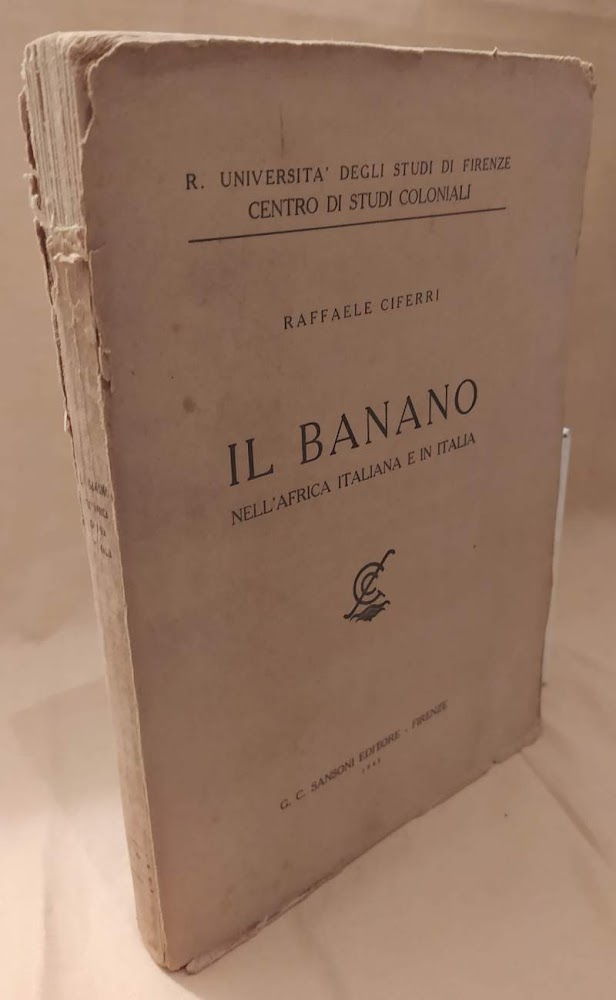 R. UNIVERSITA' DEGLI STUDI DI FIRENZE
CENTRO DI STUDI COLONIALI
RAFFAELE CIFERRI
IL BANANO
NELL'AFRICA ITALIANA E IN ITALIA
G. C. SANSONI EDITORE - FIRENZE